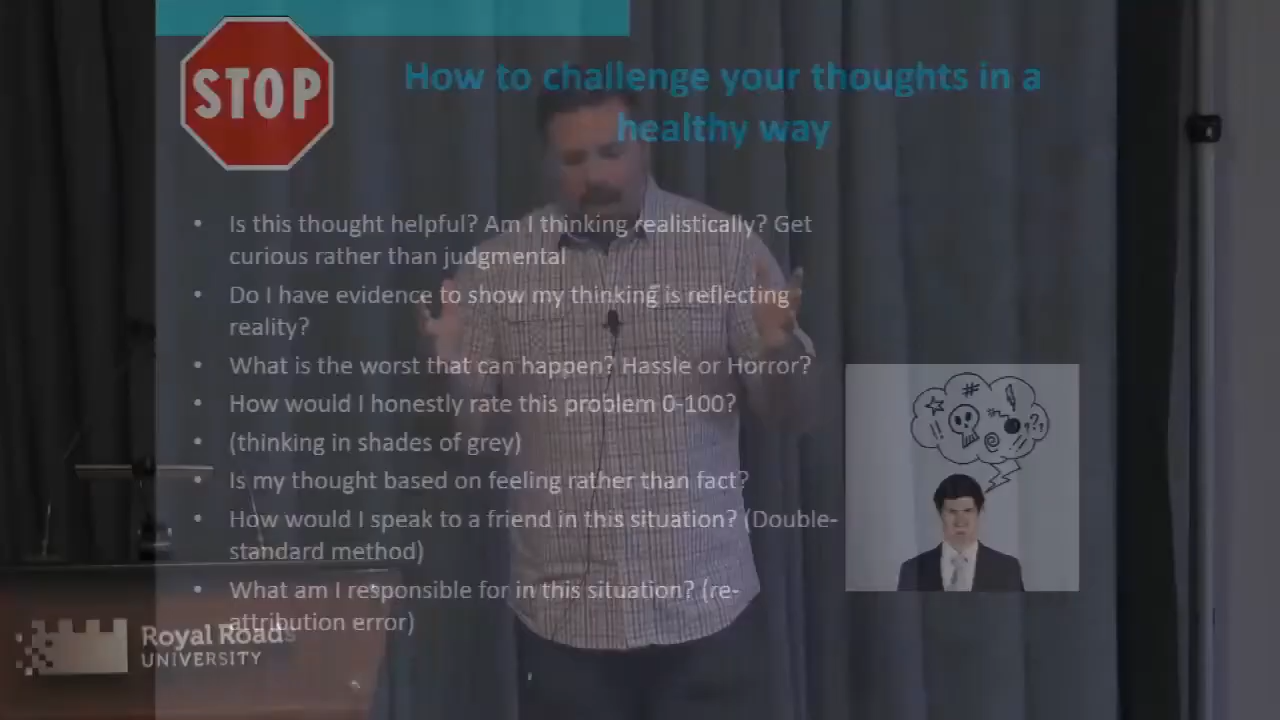 STOP
How to challenge your thoughts in a
healthy way
• Is this thought helpful? Am I thinking realistically? Get
curious rather than judgmental
• Do I have evidence to show my thinking is reflecting
reality?
• What is the worst that can happen? Hassle or Horror?
• How would I honestly rate this problem 0-100?
• (thinking in shades of grey)
• Is my thought based on feeling rather than fact?
• How would I speak to a friend in this situation? (Double-
standard method)
• What am I responsible for in this situation? (re-
attribution error)
Royal Roads
UNIVERSITY